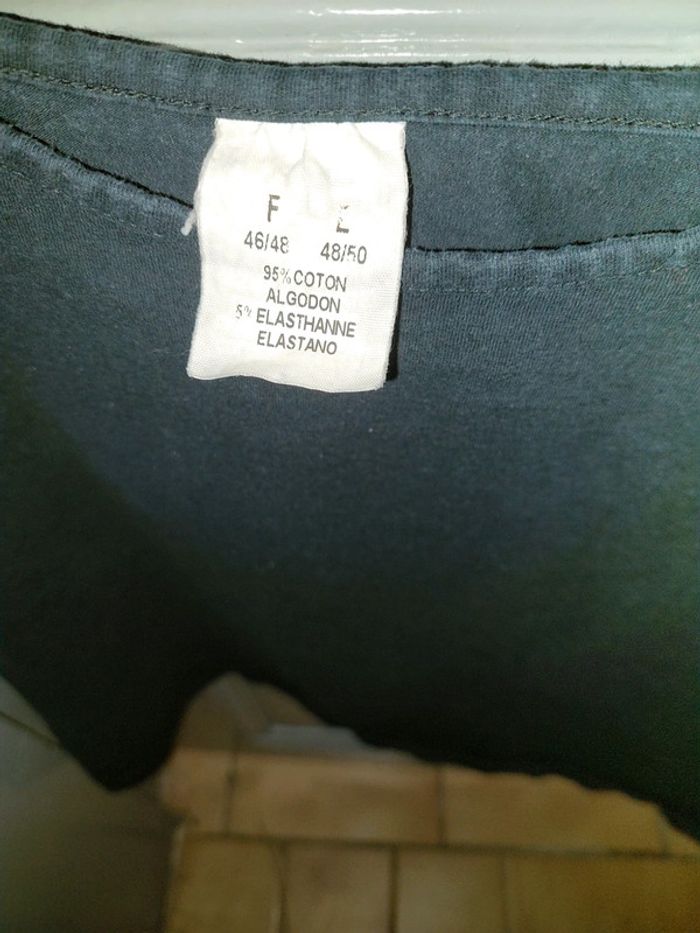 F E
46/48 48/50
95% COTON
ALGODON
5% ELASTHANNE
ELASTANO